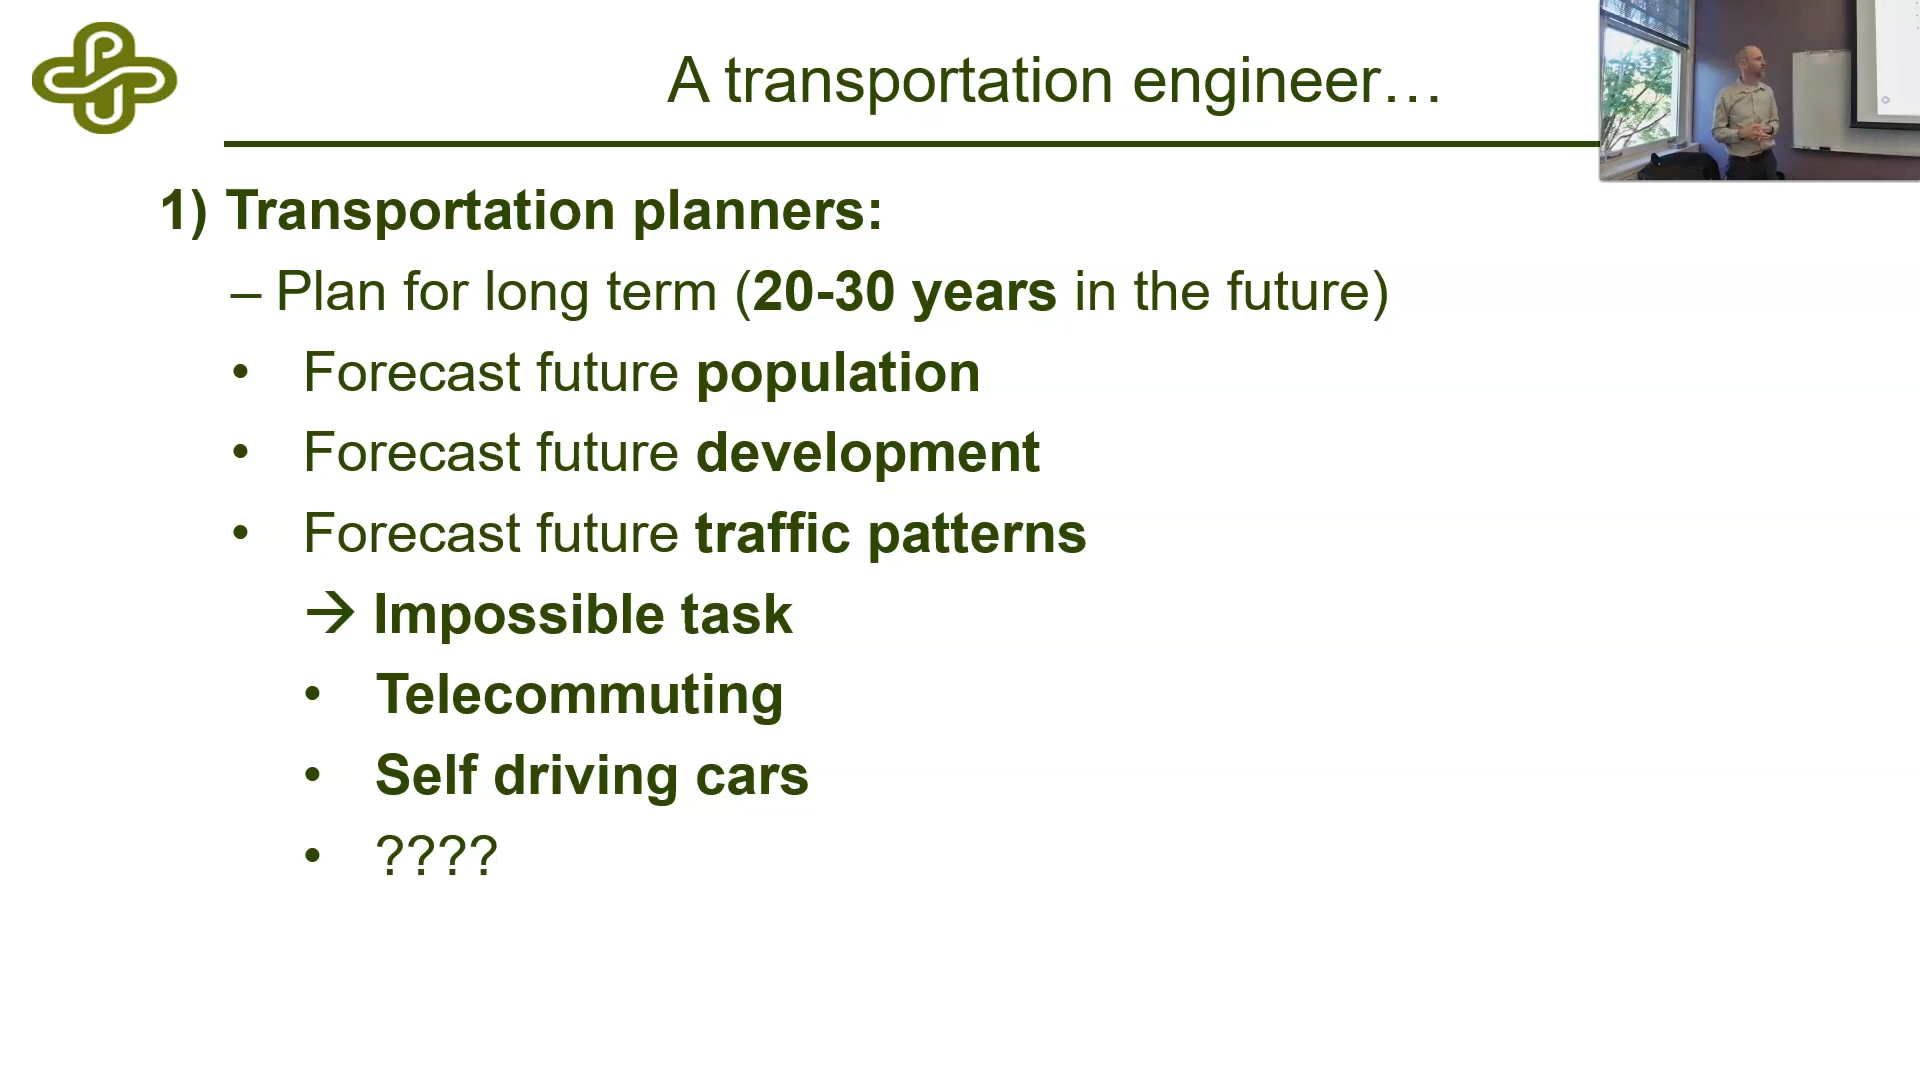 A transportation engineer…
1) Transportation planners:
– Plan for long term (20-30 years in the future)
• Forecast future population
• Forecast future development
• Forecast future traffic patterns
→ Impossible task
• Telecommuting
• Self driving cars
• ????